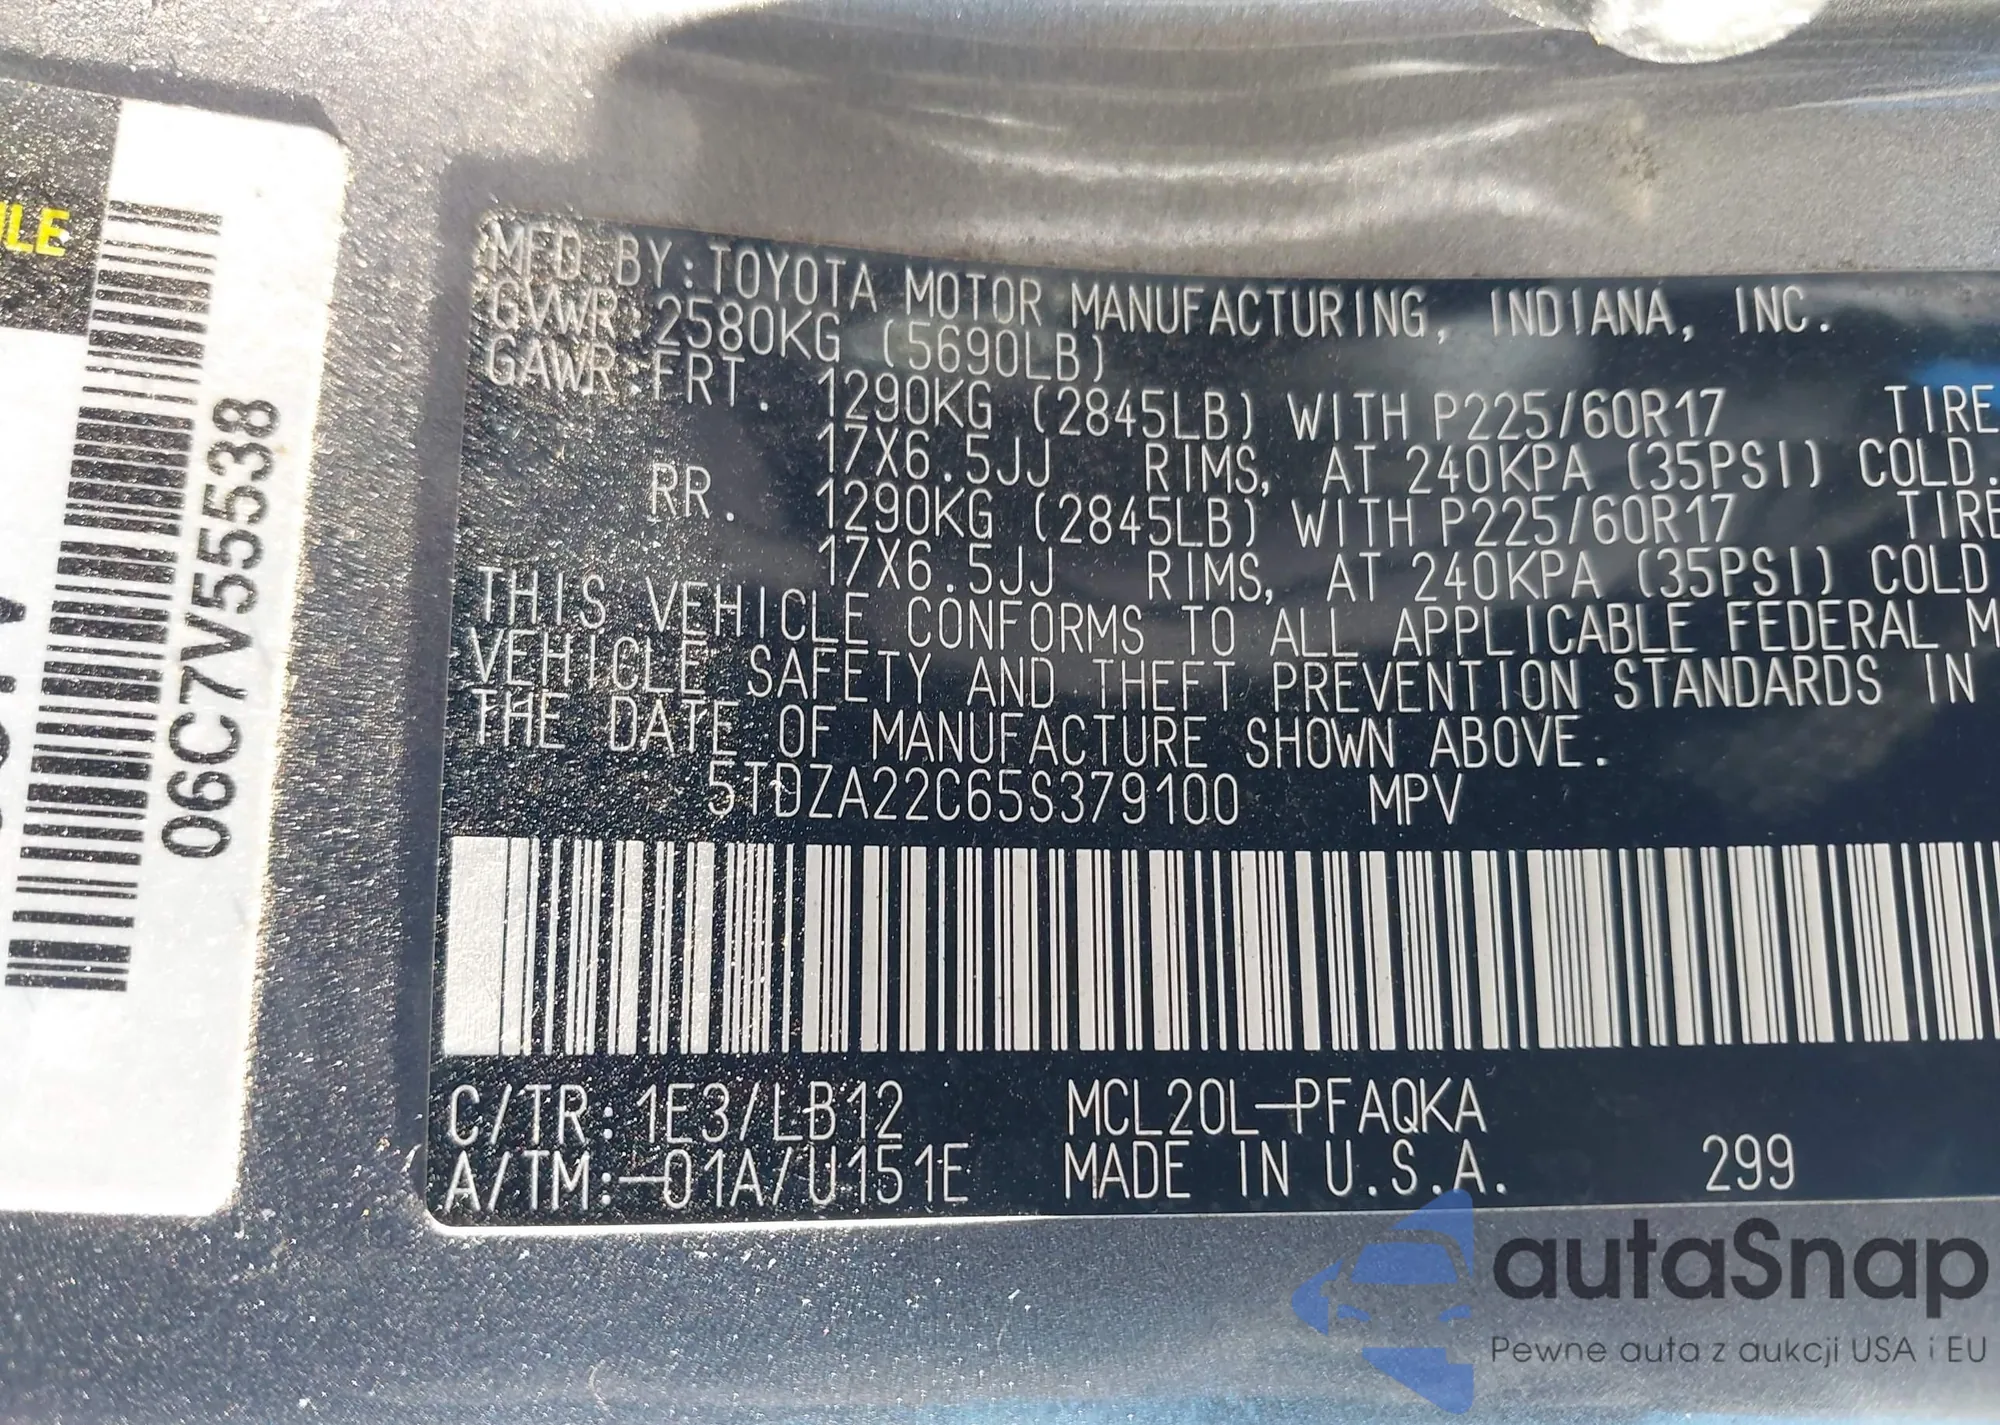 MFD. BY: TOYOTA MOTOR MANUFACTURING, INDIANA, INC.
GVWR: 2580KG (5690LB)
GAWR: FRT. 1290KG (2845LB) WITH P225/60R17 TIRE
17X6.5JJ RIMS, AT 240KPA (35PSI) COLD.
RR. 1290KG (2845LB) WITH P225/60R17 TIRE
17X6.5JJ RIMS, AT 240KPA (35PSI) COLD
THIS VEHICLE CONFORMS TO ALL APPLICABLE FEDERAL M
VEHICLE SAFETY AND THEFT PREVENTION STANDARDS IN
THE DATE OF MANUFACTURE SHOWN ABOVE.
5TDZA22C65S379100 MPV
C/TR: 1E3/LB12 MCL20L-PFAQKA
A/TM:-01A/U151E MADE IN U.S.A. 299
06C7V55538
autaSnap
Pewne auta z aukcji USA i EU